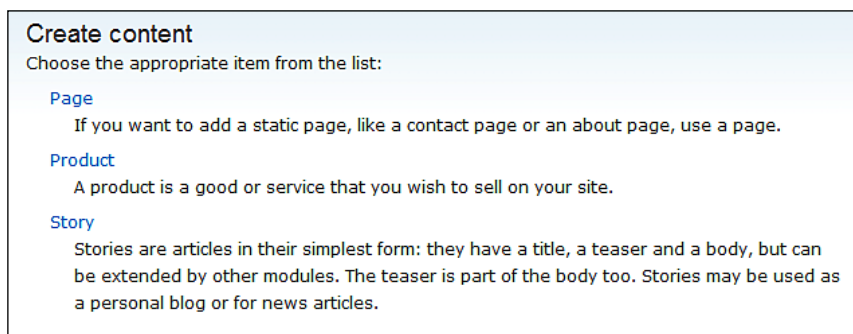 Create content
Choose the appropriate item from the list:
Page
If you want to add a static page, like a contact page or an about page, use a page.
Product
A product is a good or service that you wish to sell on your site.
Story
Stories are articles in their simplest form: they have a title, a teaser and a body, but can
be extended by other modules. The teaser is part of the body too. Stories may be used as
a personal blog or for news articles.